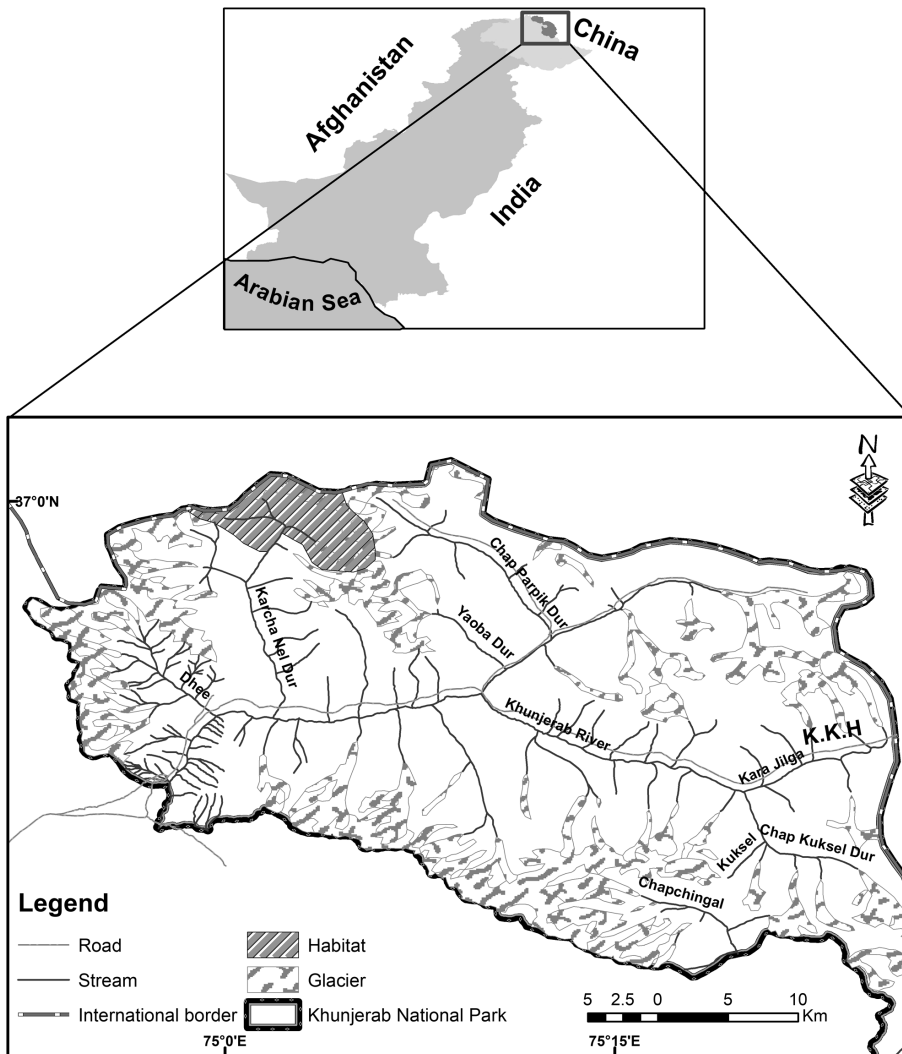 China
Afghanistan
India
Arabian Sea
N
37°0'N
Chap Parpik Dur
Karcha Nel Dur
Yaoba Dur
Dhee
Khunjerab River
K.K.H
Kara Jilga
Kuksel
Chap Kuksel Dur
Chapchingal
Legend
Road
Habitat
Stream
Glacier
International border
Khunjerab National Park
5 2.5 0 5 10
Km
75°0'E
75°15'E